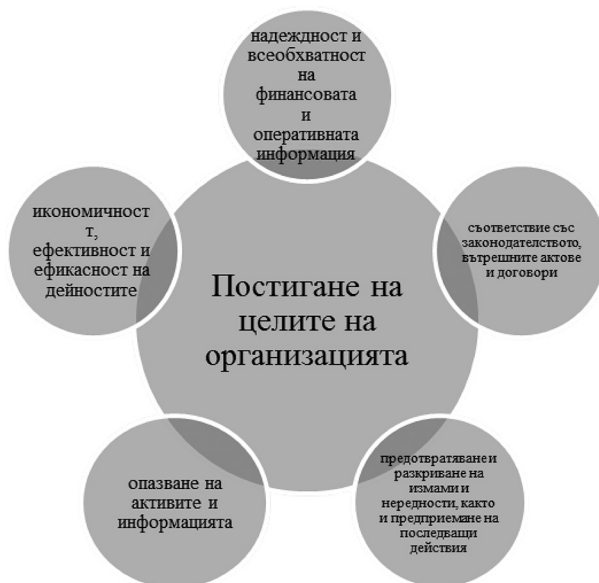 надеждност и
всеобхватност
на
финансовата
и
оперативната
информация
икономичност
т,
ефективност и
ефикасност на
дейностите
съответствие със
законодателството,
вътрешните актове
и договори
Постигане на
целите на
организацията
опазване на
активите и
информацията
предотвратяване и
разкриване на
измами и
нередности, както
и предприемане на
последващи
действия